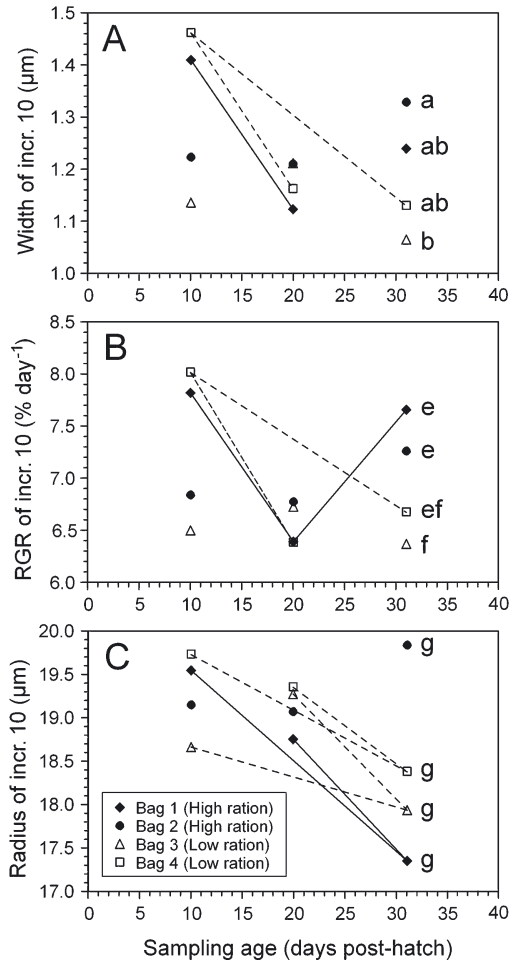 A
Width of incr. 10 (µm)
1.5
1.4
1.3
1.2
1.1
1.0
a
ab
ab
b
0 5 10 15 20 25 30 35 40
B
RGR of incr. 10 (% day⁻¹)
8.5
8.0
7.5
7.0
6.5
6.0
e
e
ef
f
0 5 10 15 20 25 30 35 40
C
Radius of incr. 10 (µm)
20.0
19.5
19.0
18.5
18.0
17.5
17.0
g
g
g
g
Bag 1 (High ration)
Bag 2 (High ration)
Bag 3 (Low ration)
Bag 4 (Low ration)
0 5 10 15 20 25 30 35 40
Sampling age (days post-hatch)